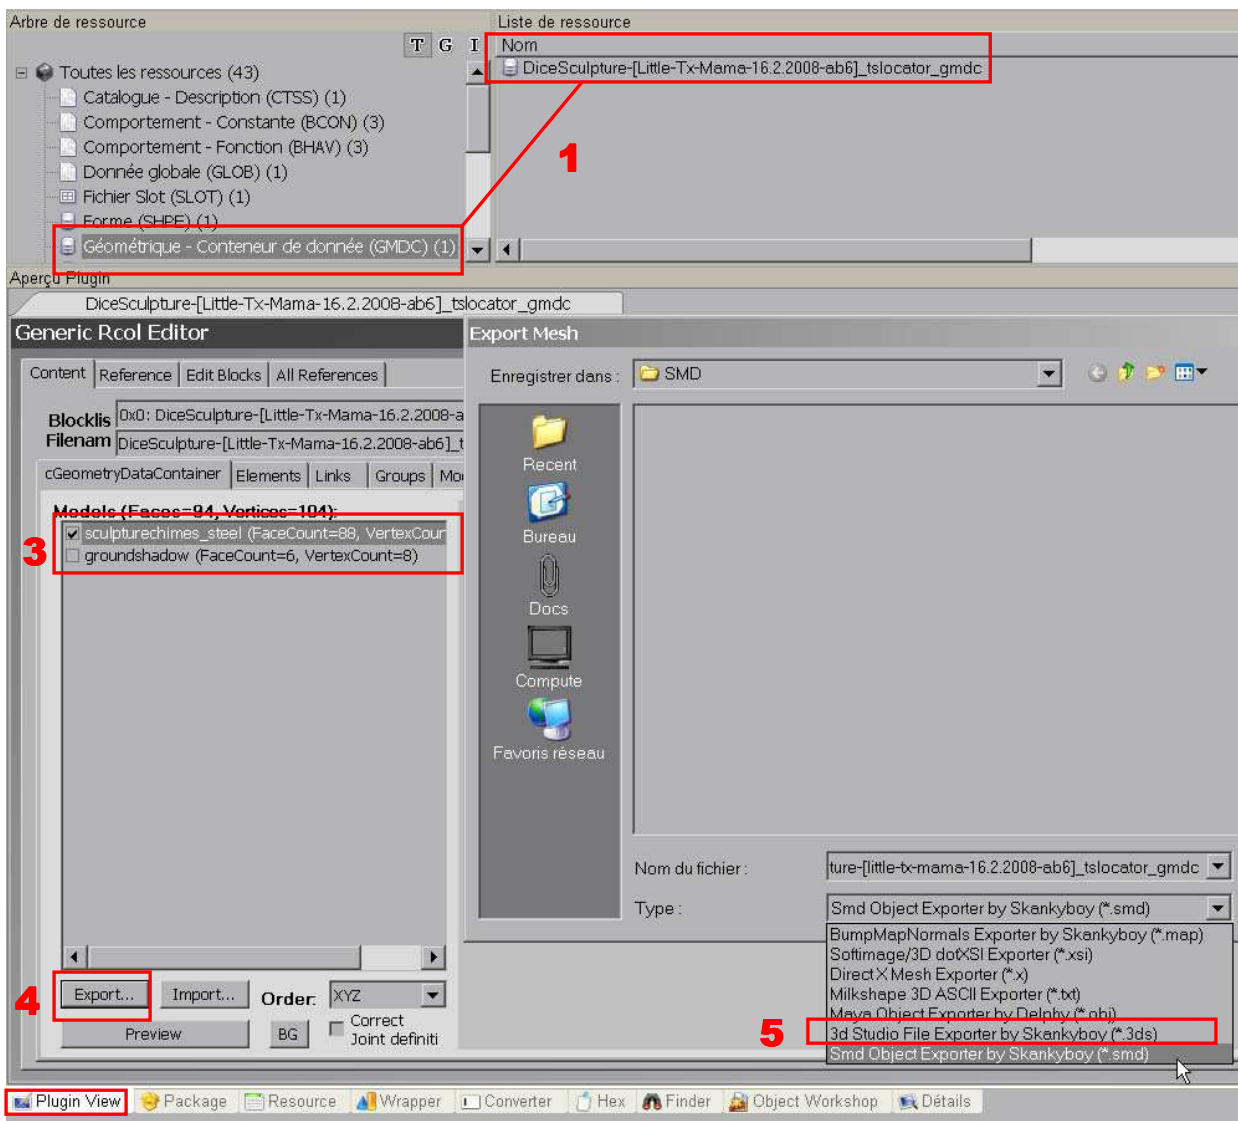 Arbre de ressource
T G I
Toutes les ressources (43)
Catalogue - Description (CTSS) (1)
Comportement - Constante (BCON) (3)
Comportement - Fonction (BHAV) (3)
Donnée globale (GLOB) (1)
Fichier Slot (SLOT) (1)
Forme (SHPE) (1)
Géométrique - Conteneur de donnée (GMDC) (1)
Liste de ressource
Nom
DiceSculpture-[Little-Tx-Mama-16.2.2008-ab6]_tslocator_gmdc
1
Aperçu Plugin
DiceSculpture-[Little-Tx-Mama-16.2.2008-ab6]_tslocator_gmdc
Generic Rcol Editor
Content Reference Edit Blocks All References
Blocklis 0x0: DiceSculpture-[Little-Tx-Mama-16.2.2008-a
Filenam DiceSculpture-[Little-Tx-Mama-16.2.2008-ab6]_t
cGeometryDataContainer Elements Links Groups Mo
Models (Faces=94, Vertices=104):
sculpturechimes_steel (FaceCount=88, VertexCour
groundshadow (FaceCount=6, VertexCount=8)
3
4
Export... Import... Order: XYZ
Preview BG Correct
Joint definiti
Export Mesh
Enregistrer dans : SMD
Recent
Bureau
Docs
Compute
Favoris réseau
Nom du fichier : ture-[little-tx-mama-16.2.2008-ab6]_tslocator_gmdc
Type : Smd Object Exporter by Skankyboy (*.smd)
BumpMapNormals Exporter by Skankyboy (*.map)
Softimage/3D dotXSI Exporter (*.xsi)
DirectX Mesh Exporter (*.x)
Milkshape 3D ASCII Exporter (*.txt)
Maya Object Exporter by Delphy (*.obj)
5
3d Studio File Exporter by Skankyboy (*.3ds)
Smd Object Exporter by Skankyboy (*.smd)
Plugin View Package Resource Wrapper Converter Hex Finder Object Workshop Détails